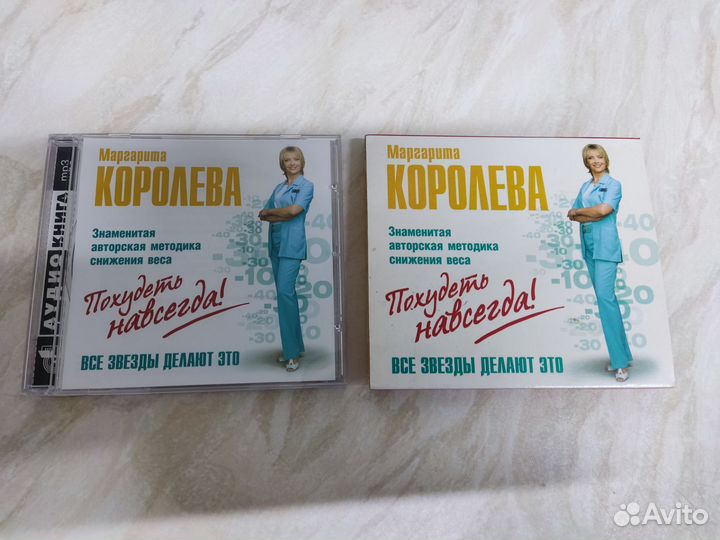 АУДИОКНИГА
mp3
Маргарита
КОРОЛЕВА
Знаменитая
авторская методика
снижения веса
Похудеть
навсегда!
ВСЕ ЗВЕЗДЫ ДЕЛАЮТ ЭТО
Маргарита
КОРОЛЕВА
Знаменитая
авторская методика
снижения веса
Похудеть
навсегда!
ВСЕ ЗВЕЗДЫ ДЕЛАЮТ ЭТО
Avito